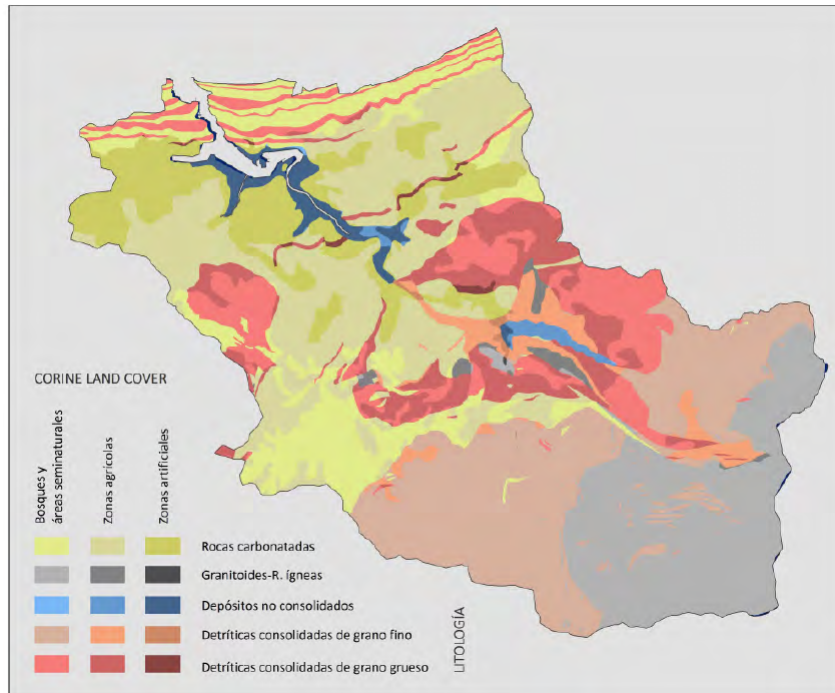 CORINE LAND COVER
Bosques y
áreas seminaturales
Zonas agrícolas
Zonas artificiales
Rocas carbonatadas
Granitoides-R. ígneas
Depósitos no consolidados
Detríticas consolidadas de grano fino
Detríticas consolidadas de grano grueso
LITOLOGÍA